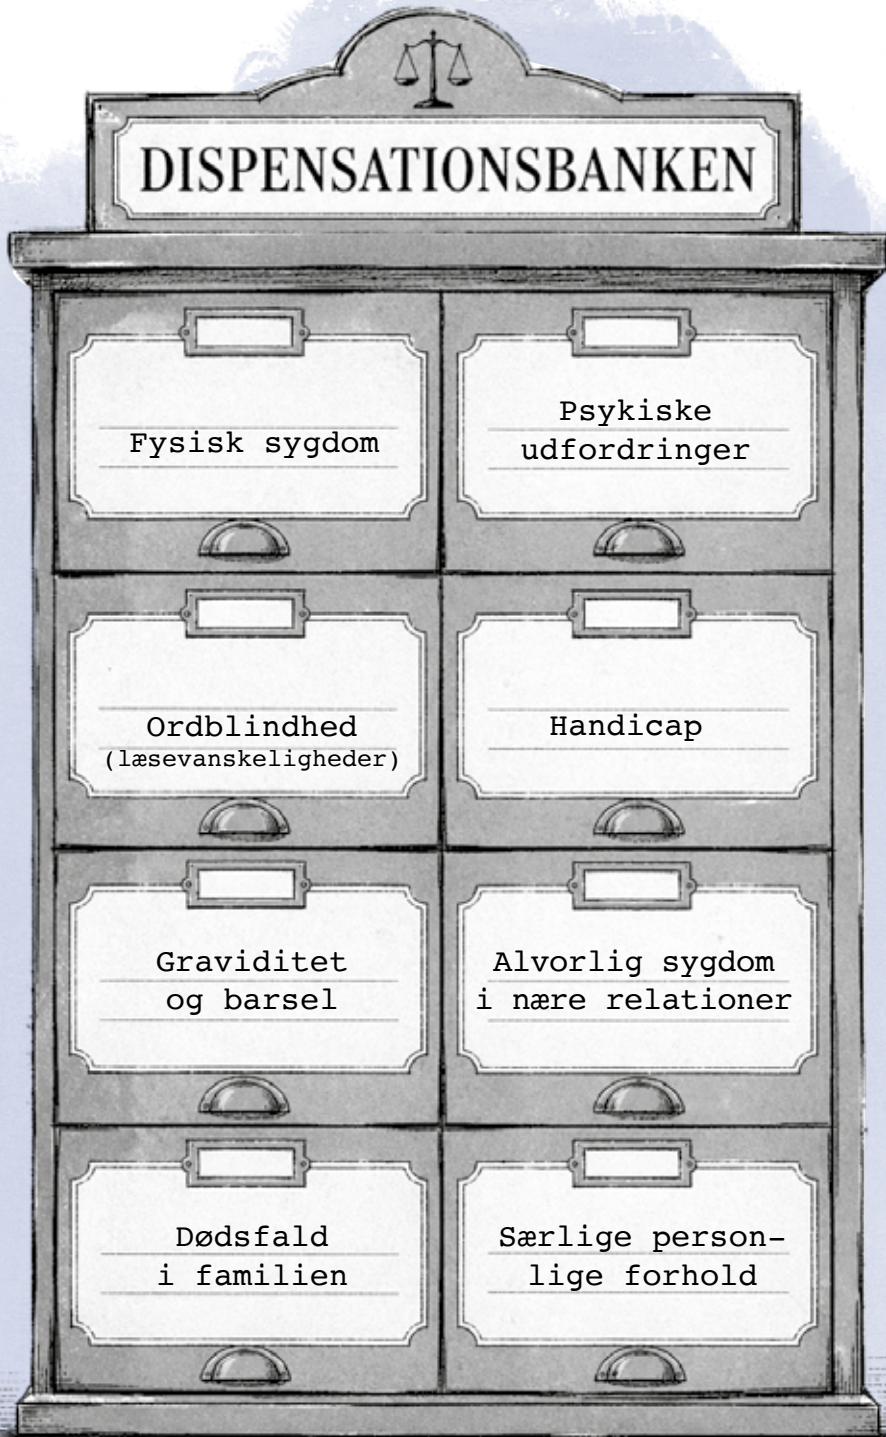 DISPENSATIONSBANKEN
Fysisk sygdom
Psykiske
udfordringer
Ordblindhed
(læsevanskeligheder)
Handicap
Graviditet
og barsel
Alvorlig sygdom
i nære relationer
Dødsfald
i familien
Særlige person-
lige forhold